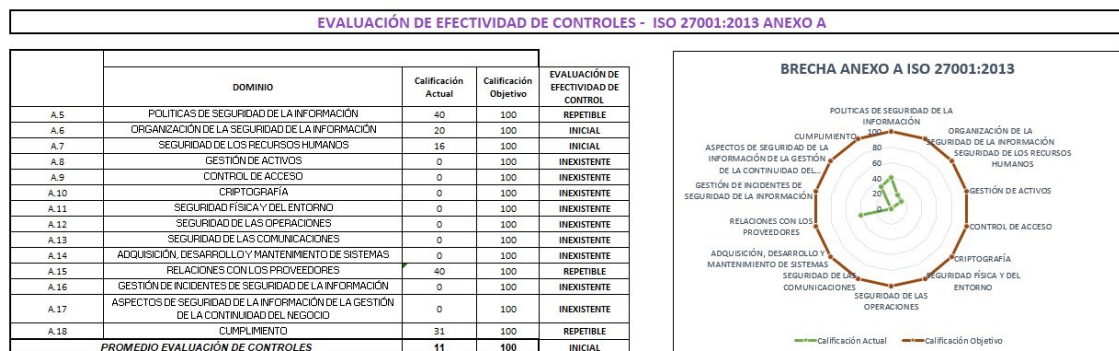 EVALUACIÓN DE EFECTIVIDAD DE CONTROLES - ISO 27001:2013 ANEXO A
DOMINIO
Calificación
Actual
Calificación
Objetivo
EVALUACIÓN DE
EFECTIVIDAD DE
CONTROL
A.5 POLITICAS DE SEGURIDAD DE LA INFORMACIÓN 40 100 REPETIBLE
A.6 ORGANIZACIÓN DE LA SEGURIDAD DE LA INFORMACIÓN 20 100 INICIAL
A.7 SEGURIDAD DE LOS RECURSOS HUMANOS 16 100 INICIAL
A.8 GESTIÓN DE ACTIVOS 0 100 INEXISTENTE
A.9 CONTROL DE ACCESO 0 100 INEXISTENTE
A.10 CRIPTOGRAFÍA 0 100 INEXISTENTE
A.11 SEGURIDAD FÍSICA Y DEL ENTORNO 0 100 INEXISTENTE
A.12 SEGURIDAD DE LAS OPERACIONES 0 100 INEXISTENTE
A.13 SEGURIDAD DE LAS COMUNICACIONES 0 100 INEXISTENTE
A.14 ADQUISICIÓN, DESARROLLO Y MANTENIMIENTO DE SISTEMAS 0 100 INEXISTENTE
A.15 RELACIONES CON LOS PROVEEDORES 40 100 REPETIBLE
A.16 GESTIÓN DE INCIDENTES DE SEGURIDAD DE LA INFORMACIÓN 0 100 INEXISTENTE
A.17 ASPECTOS DE SEGURIDAD DE LA INFORMACIÓN DE LA GESTIÓN
DE LA CONTINUIDAD DEL NEGOCIO 0 100 INEXISTENTE
A.18 CUMPLIMIENTO 31 100 REPETIBLE
PROMEDIO EVALUACIÓN DE CONTROLES 11 100 INICIAL
BRECHA ANEXO A ISO 27001:2013
POLITICAS DE SEGURIDAD DE LA
INFORMACIÓN
ORGANIZACIÓN DE LA
SEGURIDAD DE LA INFORMACIÓN
SEGURIDAD DE LOS RECURSOS
HUMANOS
GESTIÓN DE ACTIVOS
CONTROL DE ACCESO
CRIPTOGRAFÍA
SEGURIDAD FÍSICA Y DEL
ENTORNO
SEGURIDAD DE LAS
OPERACIONES
SEGURIDAD DE LAS
COMUNICACIONES
ADQUISICIÓN, DESARROLLO Y
MANTENIMIENTO DE SISTEMAS
RELACIONES CON LOS
PROVEEDORES
GESTIÓN DE INCIDENTES DE
SEGURIDAD DE LA INFORMACIÓN
ASPECTOS DE SEGURIDAD DE LA
INFORMACIÓN DE LA GESTIÓN
DE LA CONTINUIDAD DEL...
CUMPLIMIENTO
100
80
60
40
20
0
Calificación Actual
Calificación Objetivo